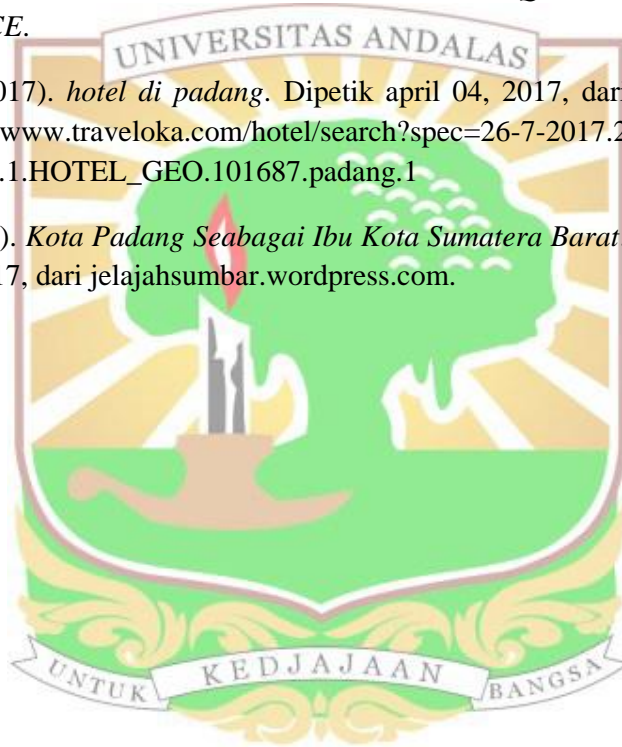 CE.
UNIVERSITAS ANDALAS
017). hotel di padang. Dipetik april 04, 2017, dari
www.traveloka.com/hotel/search?spec=26-7-2017.2
.1.HOTEL_GEO.101687.padang.1
). Kota Padang Seabagai Ibu Kota Sumatera Barat.
17, dari jelajahsumbar.wordpress.com.
UNTUK KEDJAJAAN BANGSA